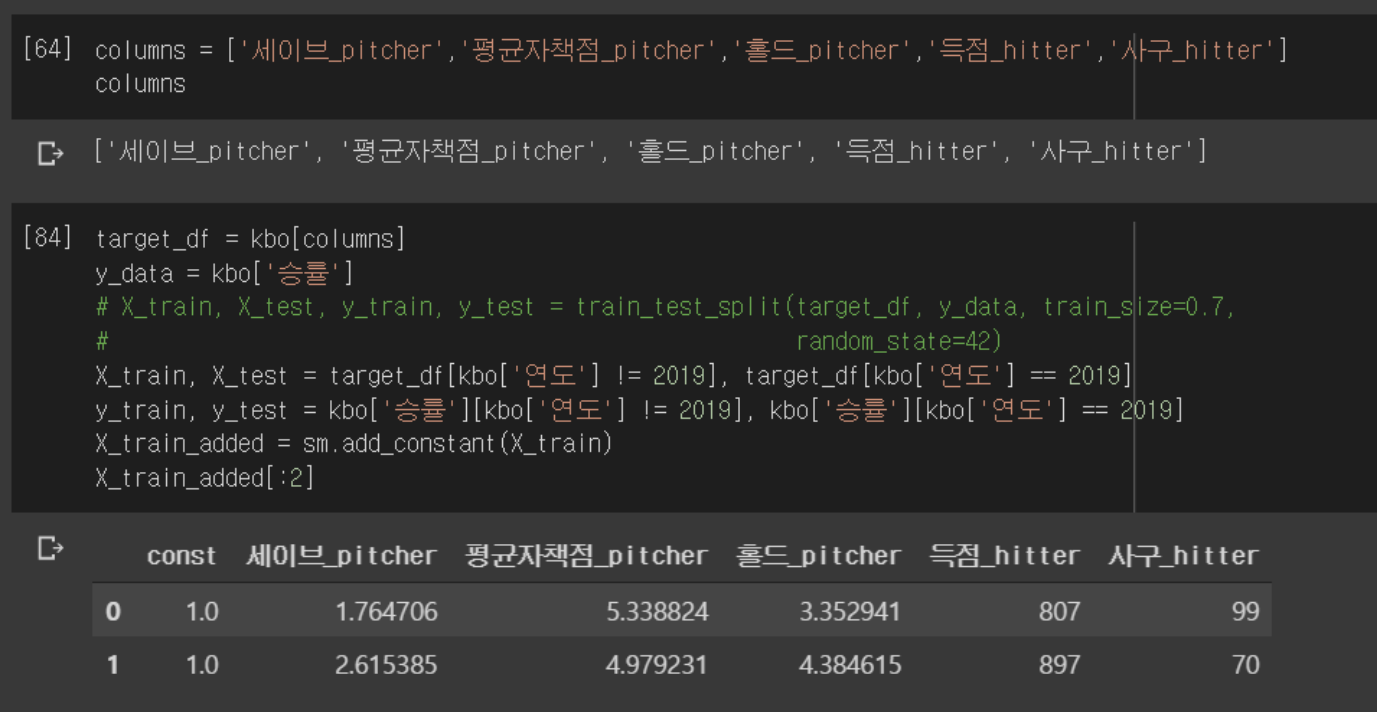 [64] columns = ['세이브_pitcher','평균자책점_pitcher','홀드_pitcher','득점_hitter','사구_hitter']
columns
['세이브_pitcher', '평균자책점_pitcher', '홀드_pitcher', '득점_hitter', '사구_hitter']
[84] target_df = kbo[columns]
y_data = kbo['승률']
# X_train, X_test, y_train, y_test = train_test_split(target_df, y_data, train_size=0.7,
# random_state=42)
X_train, X_test = target_df[kbo['연도'] != 2019], target_df[kbo['연도'] == 2019]
y_train, y_test = kbo['승률'][kbo['연도'] != 2019], kbo['승률'][kbo['연도'] == 2019]
X_train_added = sm.add_constant(X_train)
X_train_added[:2]
const 세이브_pitcher 평균자책점_pitcher 홀드_pitcher 득점_hitter 사구_hitter
0 1.0 1.764706 5.338824 3.352941 807 99
1 1.0 2.615385 4.979231 4.384615 897 70